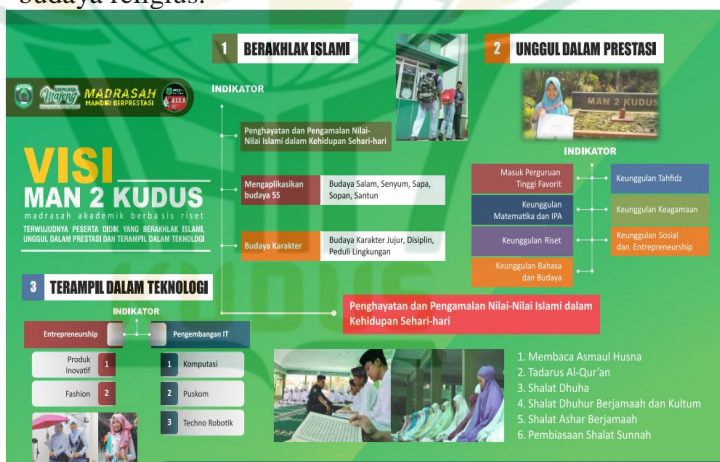 budaya religius.
MADRASAH
MANDIRI BERPRESTASI
VISI
MAN 2 KUDUS
madrasah akademik berbasis riset
TERWUJUDNYA PESERTA DIDIK YANG BERAKHLAK ISLAMI,
UNGGUL DALAM PRESTASI DAN TERAMPIL DALAM TEKNOLOGI
1 BERAKHLAK ISLAMI
INDIKATOR
Penghayatan dan Pengamalan Nilai-
Nilai Islami dalam Kehidupan Sehari-hari
Mengaplikasikan
budaya 5S
Budaya Salam, Senyum, Sapa,
Sopan, Santun
Budaya Karakter
Budaya Karakter Jujur, Disiplin,
Peduli Lingkungan
2 UNGGUL DALAM PRESTASI
MAN 2 KUDUS
INDIKATOR
Masuk Perguruan
Tinggi Favorit
Keunggulan Tahfidz
Keunggulan
Matematika dan IPA
Keunggulan Keagamaan
Keunggulan Riset
Keunggulan Sosial
dan Entrepreneurship
Keunggulan Bahasa
dan Budaya
3 TERAMPIL DALAM TEKNOLOGI
INDIKATOR
Entrepreneurship
Pengembangan IT
Produk
Inovatif
1
Fashion 2
1 Komputasi
2 Puskom
3 Techno Robotik
Penghayatan dan Pengamalan Nilai-Nilai Islami dalam
Kehidupan Sehari-hari
1. Membaca Asmaul Husna
2. Tadarus Al-Qur'an
3. Shalat Dhuha
4. Shalat Dhuhur Berjamaah dan Kultum
5. Shalat Ashar Berjamaah
6. Pembiasaan Shalat Sunnah
KUDUS